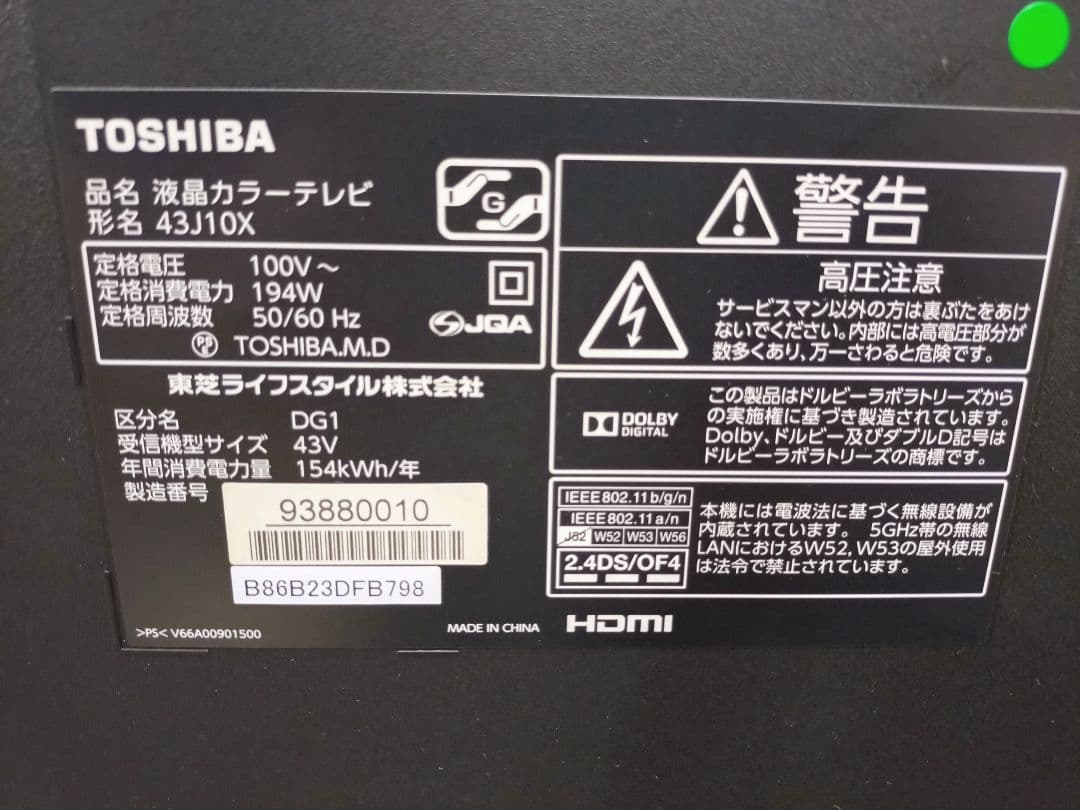 TOSHIBA
品名 液晶カラーテレビ
形名 43J10X
G
定格電圧 100V～
定格消費電力 194W
定格周波数 50/60 Hz
JQA
PS
E
TOSHIBA.M.D
東芝ライフスタイル株式会社
区分名 DG1
受信機型サイズ 43V
年間消費電力量 154kWh/年
製造番号
93880010
B86B23DFB798
>PS< V66A00901500
MADE IN CHINA
HDMI
警告
高圧注意
サービスマン以外の方は裏ぶたをあけ
ないでください。内部には高電圧部分が
数多くあり、万一さわると危険です。
DOLBY
DIGITAL
この製品はドルビーラボラトリーズから
の実施権に基づき製造されています。
Dolby、ドルビー及びダブルD記号は
ドルビーラボラトリーズの商標です。
IEEE802.11 b/g/n
IEEE802.11 a/n
J52 W52 W53 W56
2.4DS/OF4
本機には電波法に基づく無線設備が
内蔵されています。 5GHz帯の無線
LANにおけるW52, W53の屋外使用
は法令で禁止されています。